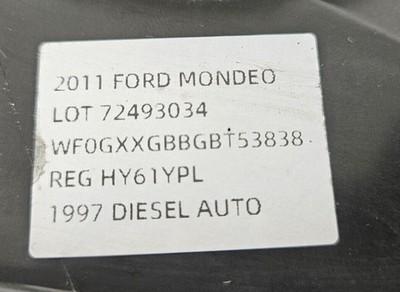 2011 FORD MONDEO
LOT 72493034
WF0GXXGBBGBT53838
REG HY61YPL
1997 DIESEL AUTO